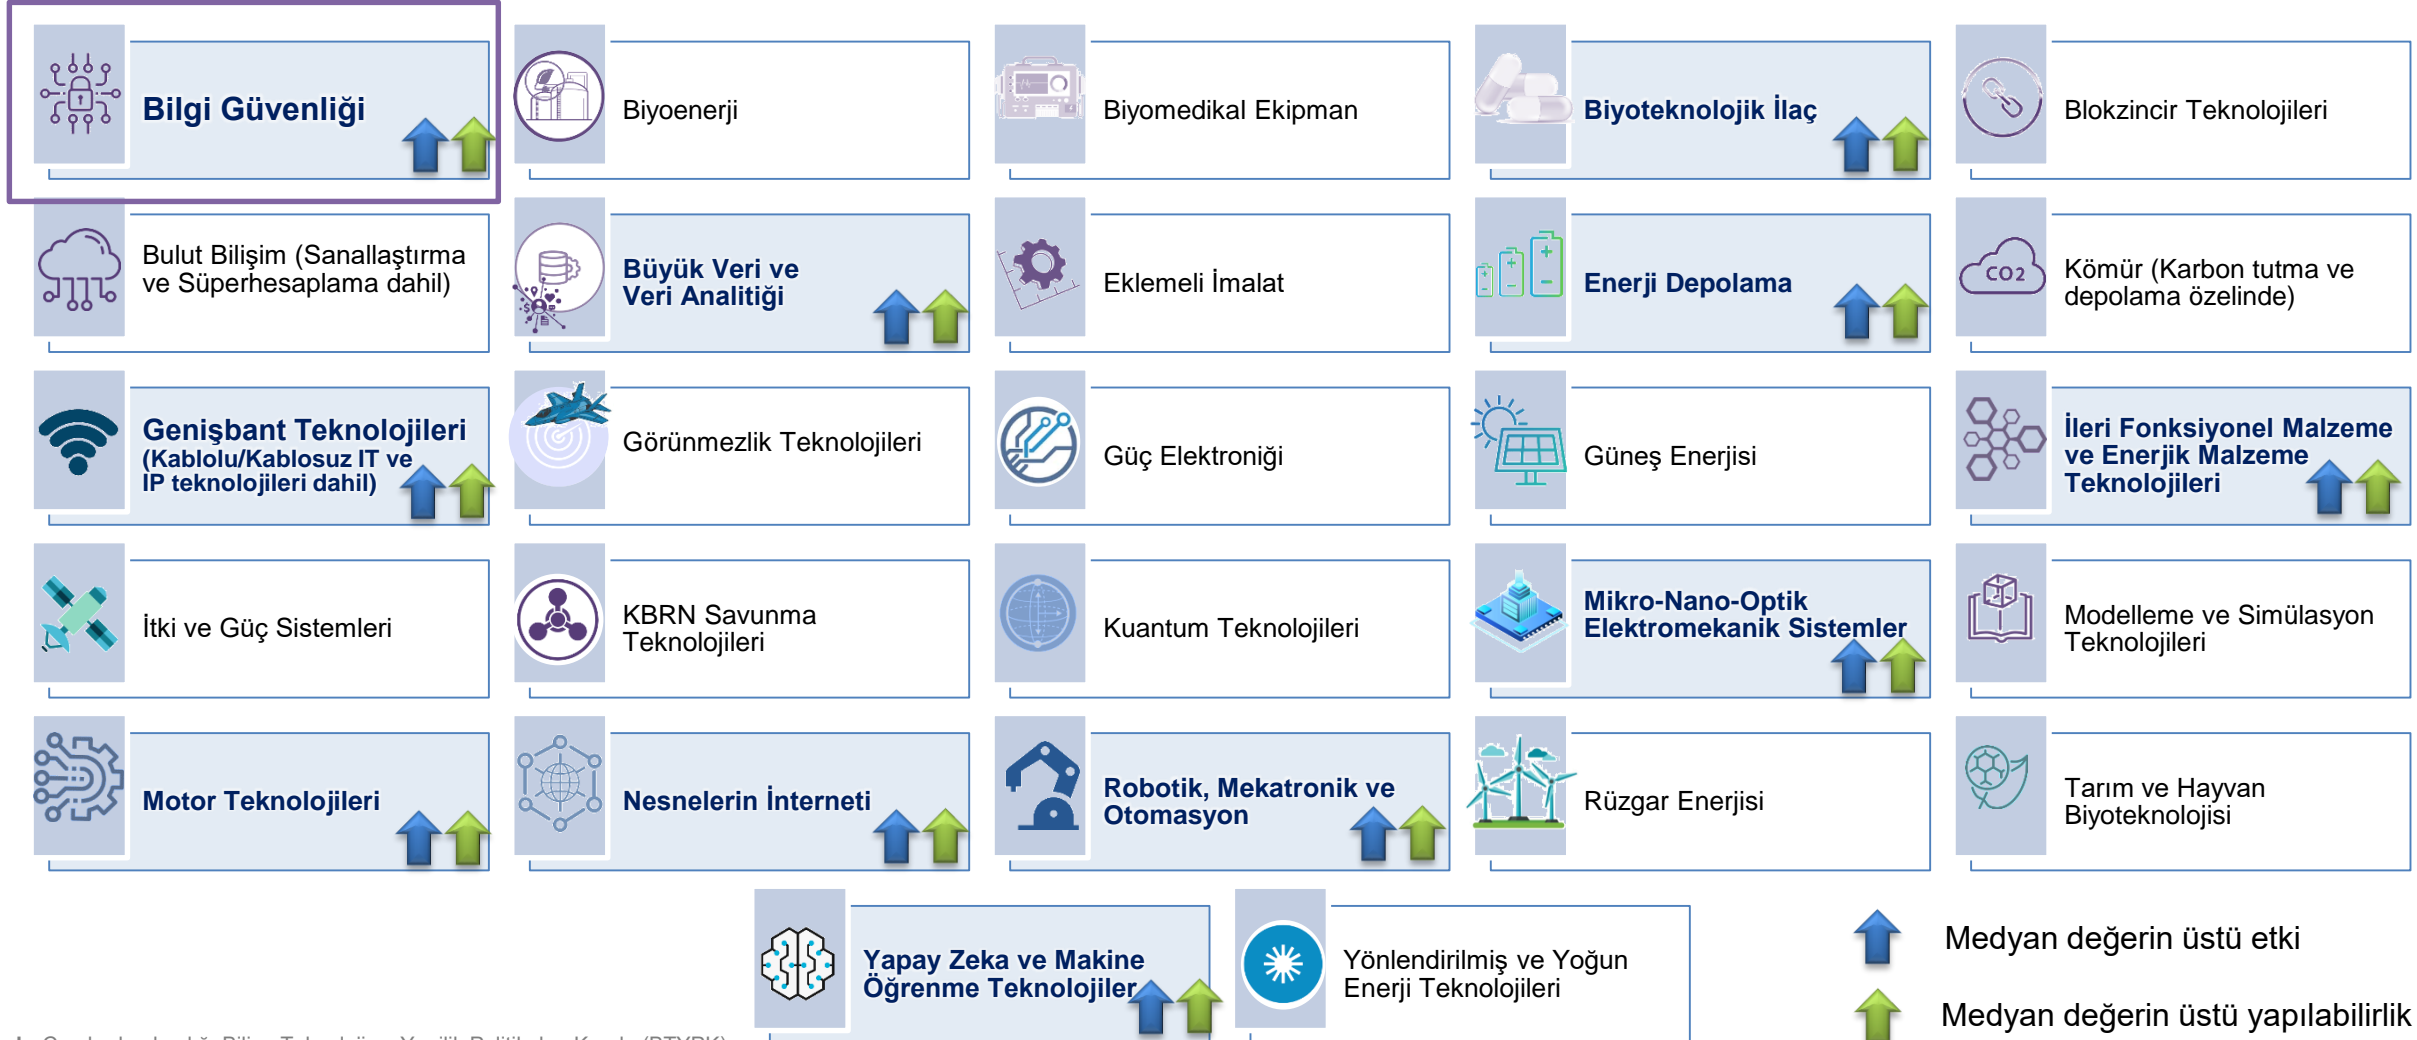 Bilgi Güvenliği
Biyoenerji
Biyomedikal Ekipman
Biyoteknolojik İlaç
Blokzincir Teknolojileri
Bulut Bilişim (Sanallaştırma
ve Süperhesaplama dahil)
Büyük Veri ve
Veri Analitiği
Eklemeli İmalat
Enerji Depolama
CO2
Kömür (Karbon tutma ve
depolama özelinde)
Genişbant Teknolojileri
(Kablolu/Kablosuz IT ve
IP teknolojileri dahil)
Görünmezlik Teknolojileri
Güç Elektroniği
Güneş Enerjisi
İleri Fonksiyonel Malzeme
ve Enerjik Malzeme
Teknolojileri
İtki ve Güç Sistemleri
KBRN Savunma
Teknolojileri
Kuantum Teknolojileri
Mikro-Nano-Optik
Elektromekanik Sistemler
Modelleme ve Simülasyon
Teknolojileri
Motor Teknolojileri
Nesnelerin İnterneti
Robotik, Mekatronik ve
Otomasyon
Rüzgar Enerjisi
Tarım ve Hayvan
Biyoteknolojisi
Yapay Zeka ve Makine
Öğrenme Teknolojiler
Yönlendirilmiş ve Yoğun
Enerji Teknolojileri
Medyan değerin üstü etki
Medyan değerin üstü yapılabilirlik